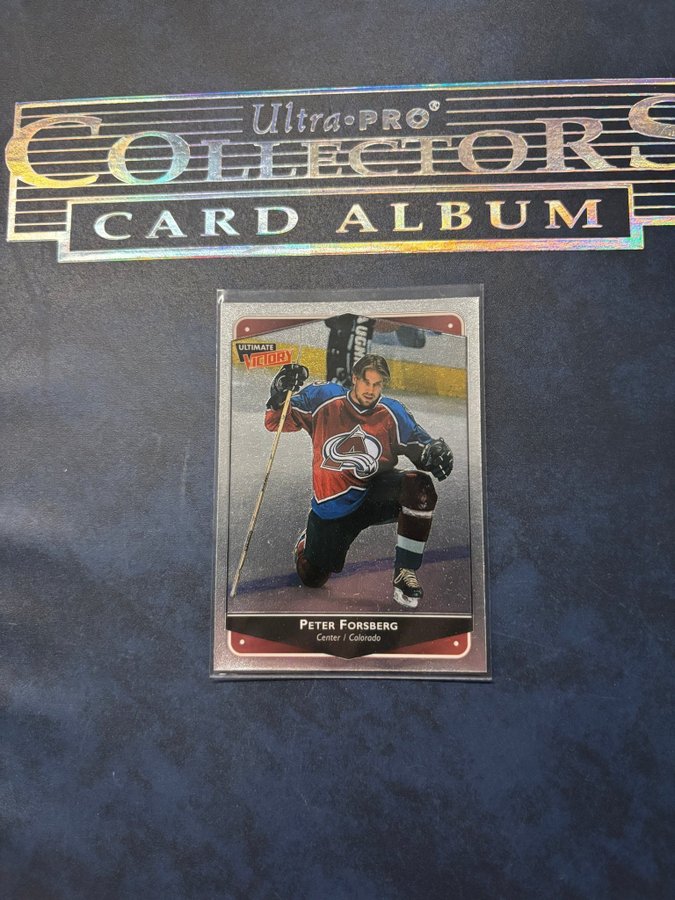 Ultra•PRO®
COLLECTORS
CARD ALBUM
ULTIMATE
VICTORY
PETER FORSBERG
Center / Colorado